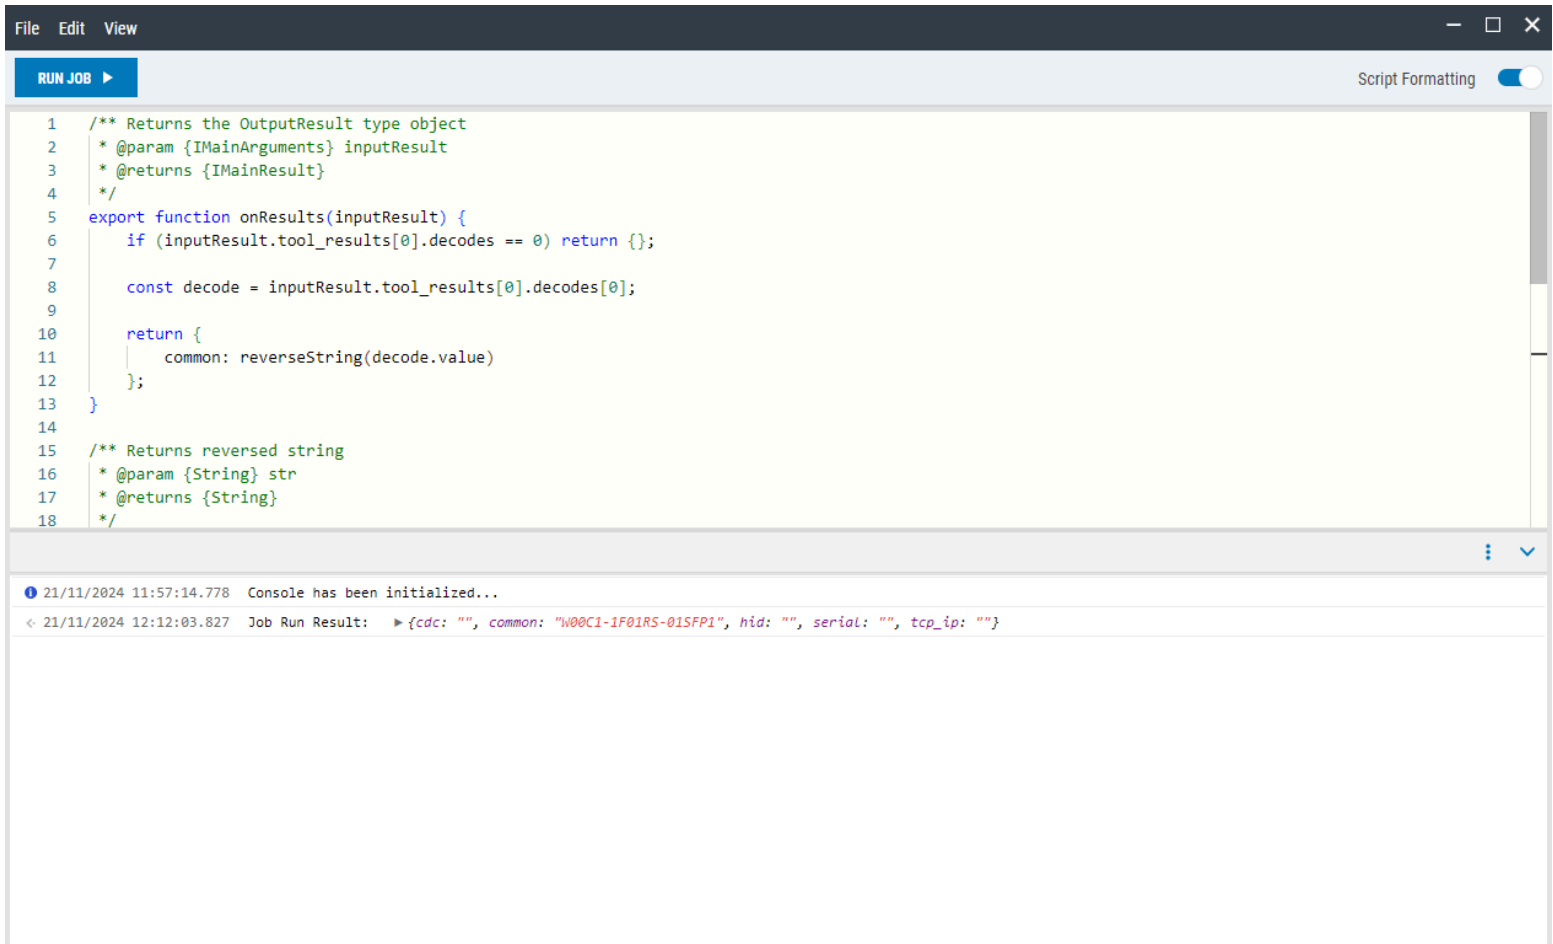 File Edit View
RUN JOB
Script Formatting
1 /** Returns the OutputResult type object
2 * @param {IMainArguments} inputResult
3 * @returns {IMainResult}
4 */
5 export function onResults(inputResult) {
6 if (inputResult.tool_results[0].decodes == 0) return {};
7
8 const decode = inputResult.tool_results[0].decodes[0];
9
10 return {
11 common: reverseString(decode.value)
12 };
13 }
14
15 /** Returns reversed string
16 * @param {String} str
17 * @returns {String}
18 */
21/11/2024 11:57:14.778 Console has been initialized...
21/11/2024 12:12:03.827 Job Run Result: {cdc: "", common: "W00C1-1F01RS-01SFP1", hid: "", serial: "", tcp_ip: ""}